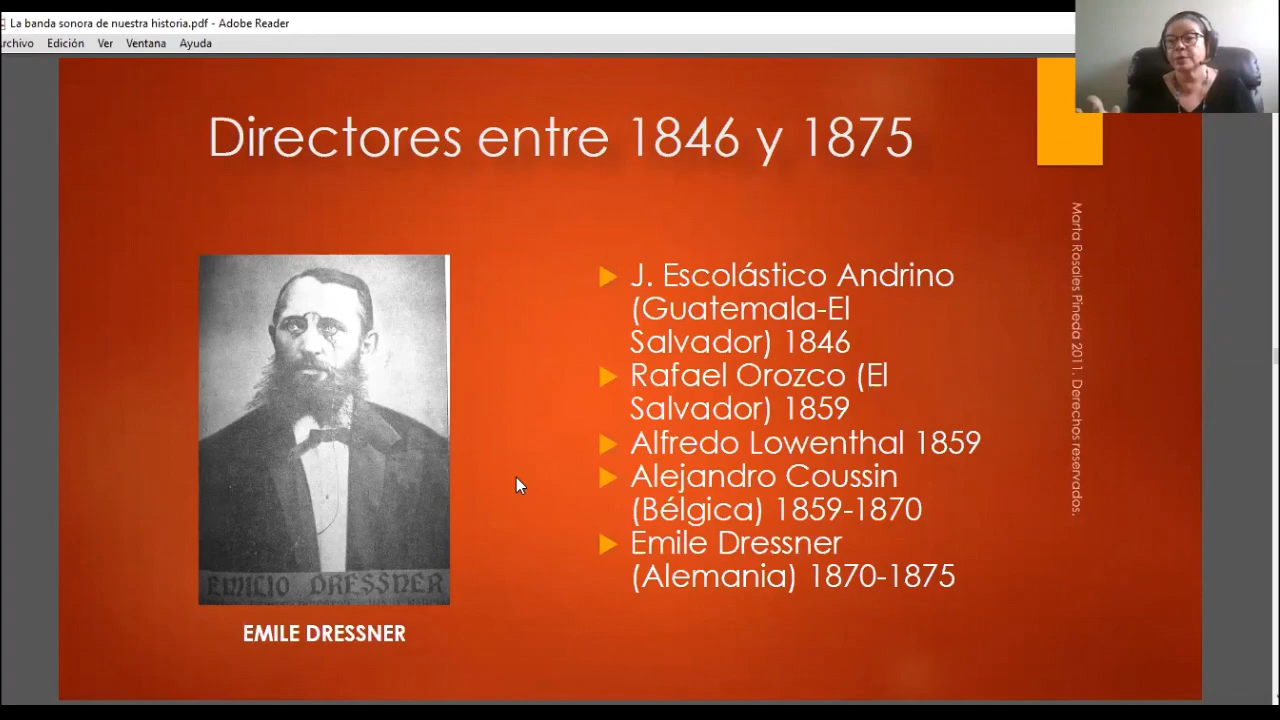 La banda sonora de nuestra historia.pdf - Adobe Reader
rchivo Edición Ver Ventana Ayuda
Directores entre 1846 y 1875
J. Escolástico Andrino
(Guatemala-El
Salvador) 1846
Rafael Orozco (El
Salvador) 1859
Alfredo Lowenthal 1859
Alejandro Coussin
(Bélgica) 1859-1870
Emile Dressner
(Alemania) 1870-1875
EMILIO DRESSNER
EMILE DRESSNER
Marta Rosales Pineda 2011. Derechos reservados.